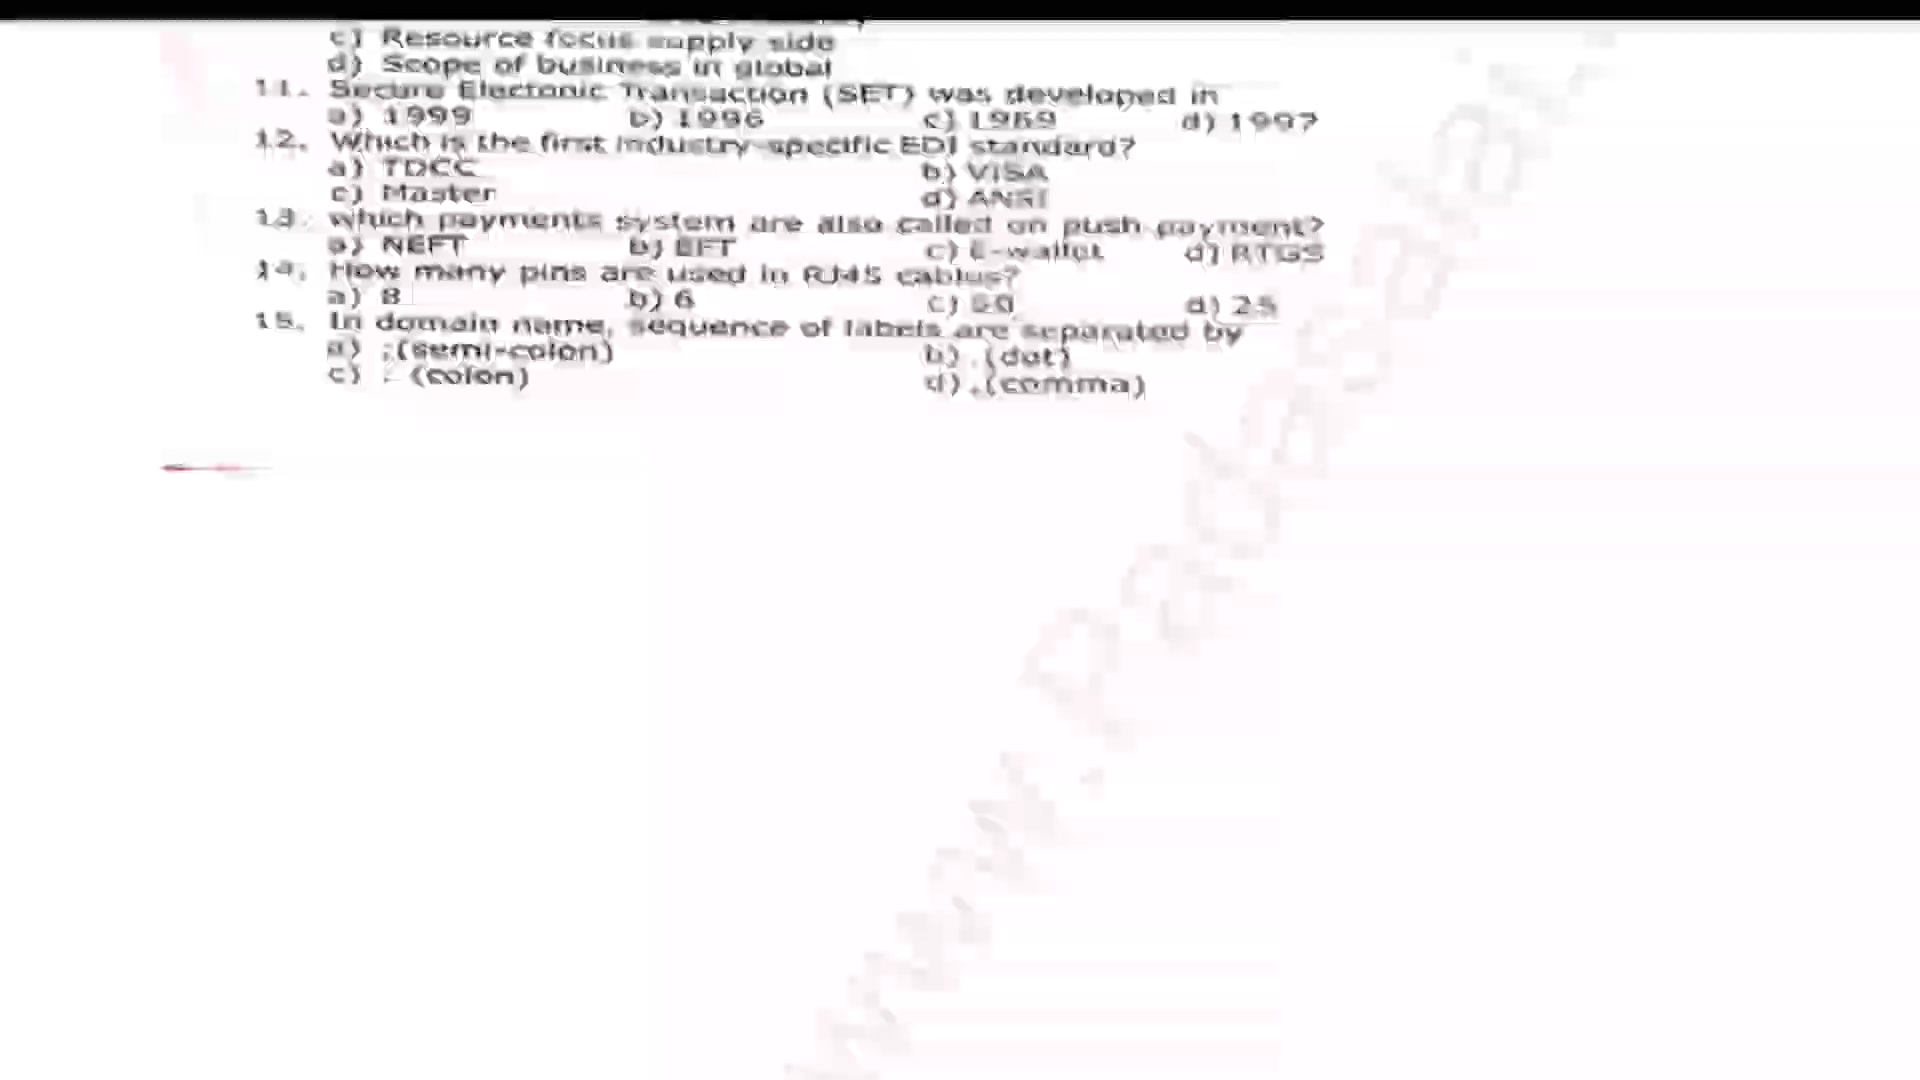 c) Resource focus supply side
d) Scope of business in global
11. Secure Electonic Transaction (SET) was developed in
a) 1999 b) 1996 c) 1969 d) 1997
12. Which is the first industry-specific EDI standard?
a) TDCC b) VISA
c) Master d) ANSI
13. which payments system are also called on push payment?
a) NEFT b) EFT c) E-wallet d) RTGS
14. How many pins are used in RJ45 cables?
a) 8 b) 6 c) 50 d) 25
15. In domain name, sequence of labels are separated by
a) ;(semi-colon) b) .(dot)
c) : (colon) d) ,(comma)